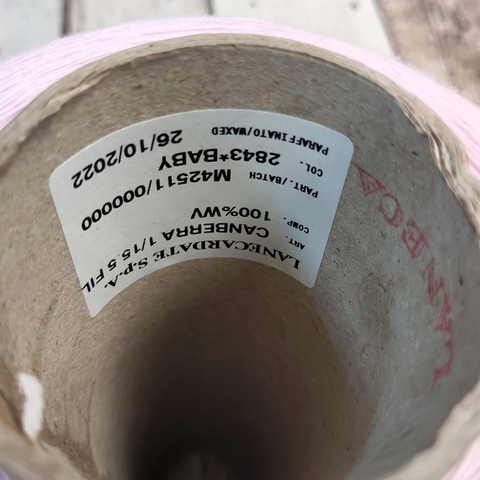 LANECARDATE S.p.A.
ART. CANBERRA 1/15.5 FIL
COMP. 100%WV
PART./BATCH M42511/000000
COL. 2843*BABY
PARAFFINATO/WAXED 26/10/2022
LANECA